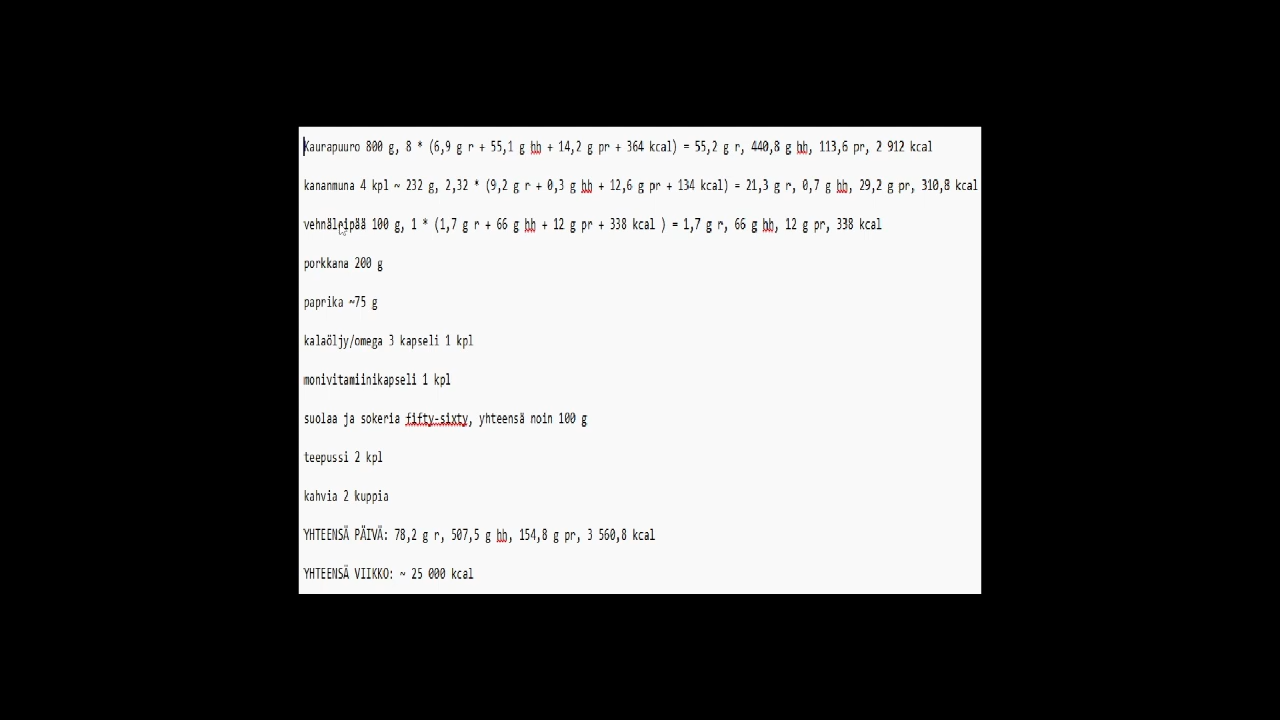 Kaurapuuro 800 g, 8 * (6,9 g r + 55,1 g hh + 14,2 g pr + 364 kcal) = 55,2 g r, 440,8 g hh, 113,6 pr, 2 912 kcal
kananmuna 4 kpl ~ 232 g, 2,32 * (9,2 g r + 0,3 g hh + 12,6 g pr + 134 kcal) = 21,3 g r, 0,7 g hh, 29,2 g pr, 310,8 kcal
vehnäleipää 100 g, 1 * (1,7 g r + 66 g hh + 12 g pr + 338 kcal ) = 1,7 g r, 66 g hh, 12 g pr, 338 kcal
porkkana 200 g
paprika ~75 g
kalaöljy/omega 3 kapseli 1 kpl
monivitamiinikapseli 1 kpl
suolaa ja sokeria fifty-sixty, yhteensä noin 100 g
teepussi 2 kpl
kahvia 2 kuppia
YHTEENSÄ PÄIVÄ: 78,2 g r, 507,5 g hh, 154,8 g pr, 3 560,8 kcal
YHTEENSÄ VIIKKO: ~ 25 000 kcal